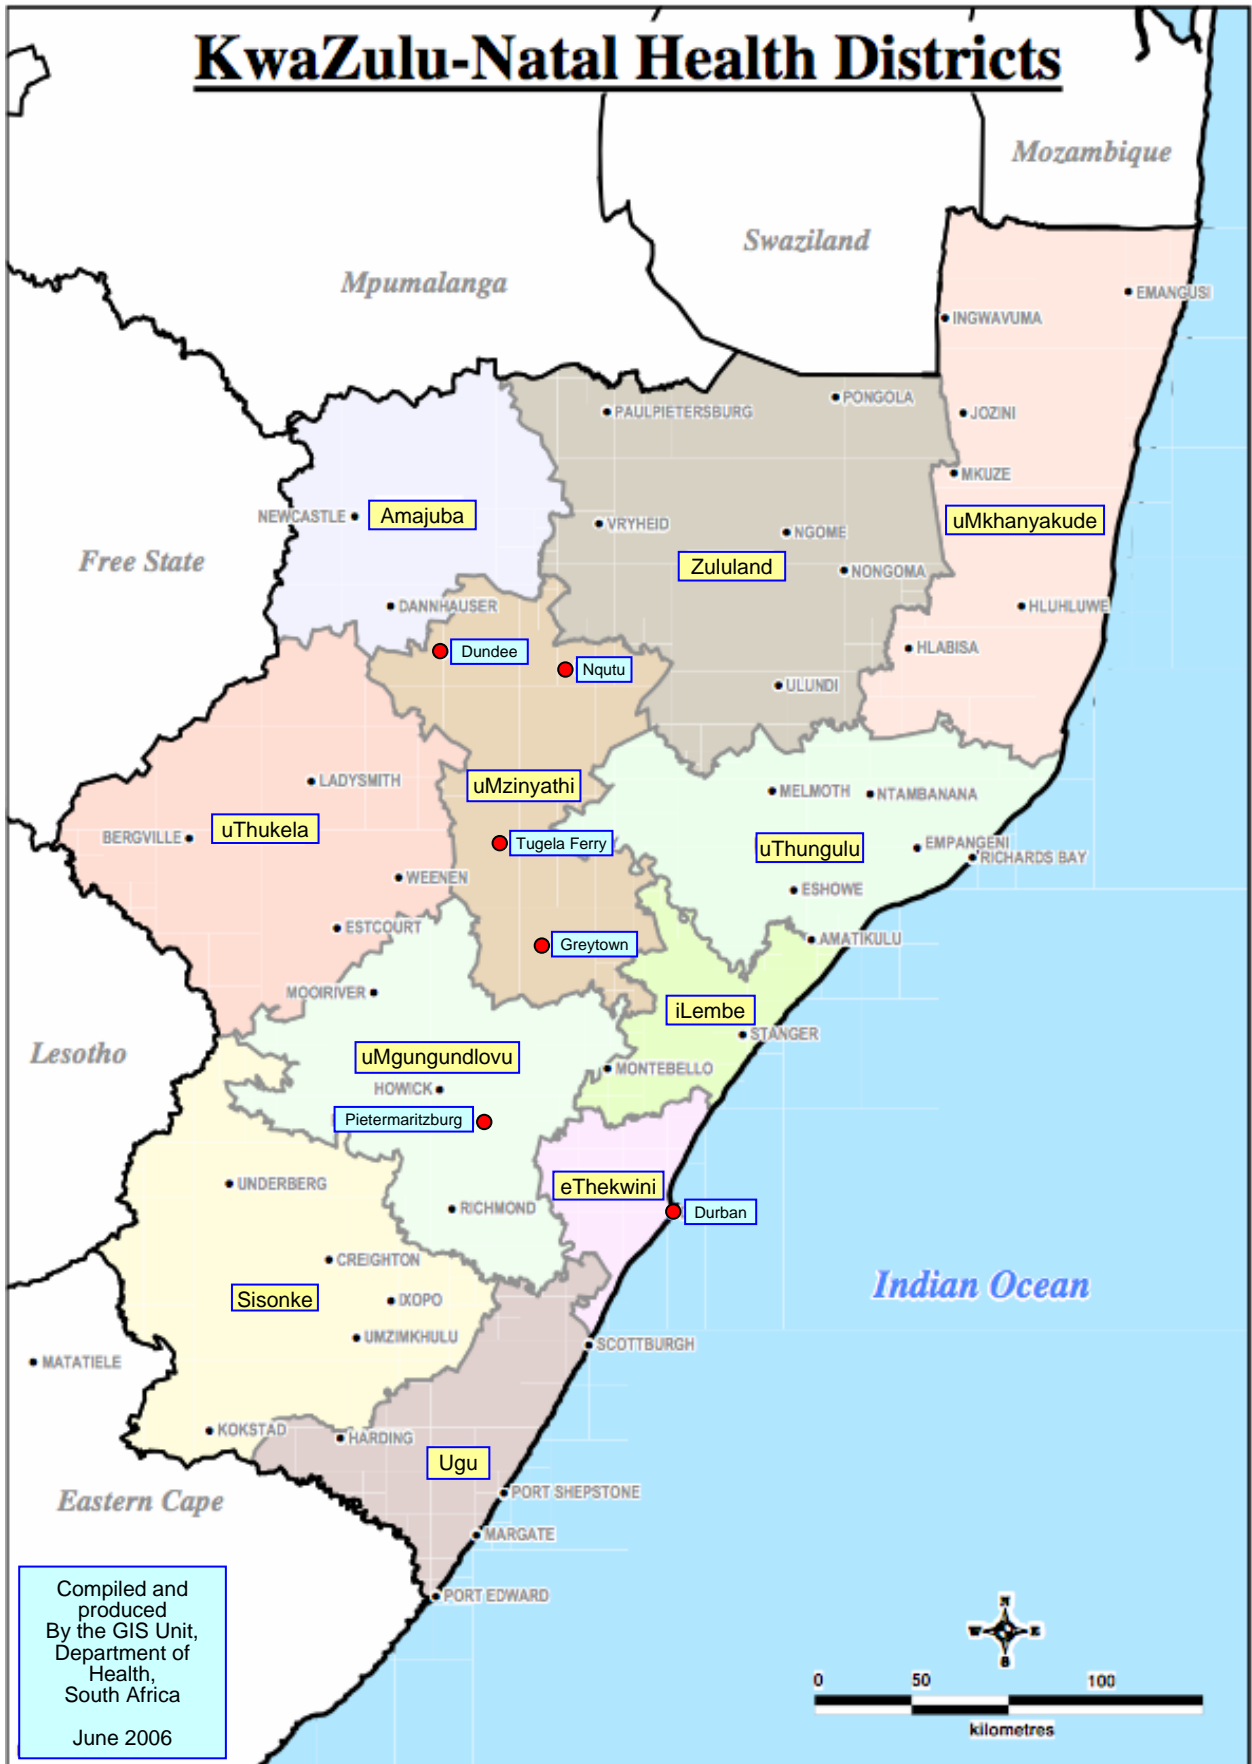 KwaZulu-Natal Health Districts
Mozambique
Swaziland
Mpumalanga
EMANGUSI
INGWAVUMA
PAULPIETERSBURG
PONGOLA
JOZINI
MKUZE
NEWCASTLE
Amajuba
VRYHEID
NGOME
uMkhanyakude
Free State
Zululand
NONGOMA
DANNHAUSER
HLUHLUWE
Dundee
Nqutu
HLABISA
ULUNDI
LADYSMITH
uMzinyathi
MELMOTH
NTAMBANANA
BERGVILLE
uThukela
Tugela Ferry
uThungulu
EMPANGENI
RICHARDS BAY
WEENEN
ESHOWE
ESTCOURT
Greytown
AMATIKULU
MOOIRIVER
iLembe
STANGER
Lesotho
uMgungundlovu
MONTEBELLO
HOWICK
Pietermaritzburg
UNDERBERG
eThekwini
RICHMOND
Durban
CREIGHTON
Indian Ocean
Sisonke
IXOPO
UMZIMKHULU
SCOTTBURGH
MATATIELE
KOKSTAD
HARDING
Ugu
Eastern Cape
PORT SHEPSTONE
MARGATE
PORT EDWARD
Compiled and
produced
By the GIS Unit,
Department of
Health,
South Africa
June 2006
N
W E
S
0 50 100
kilometres